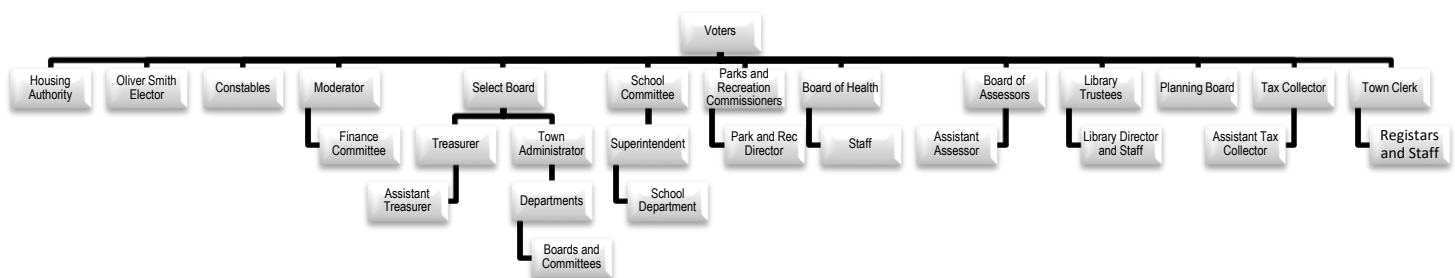 Voters
Housing
Authority
Oliver Smith
Elector
Constables
Moderator
Select Board
School
Committee
Parks and
Recreation
Commissioners
Board of Health
Board of
Assessors
Library
Trustees
Planning Board
Tax Collector
Town Clerk
Finance
Committee
Treasurer
Town
Administrator
Superintendent
Park and Rec
Director
Staff
Assistant
Assessor
Library Director
and Staff
Assistant Tax
Collector
Registars
and Staff
Assistant
Treasurer
Departments
School
Department
Boards and
Committees